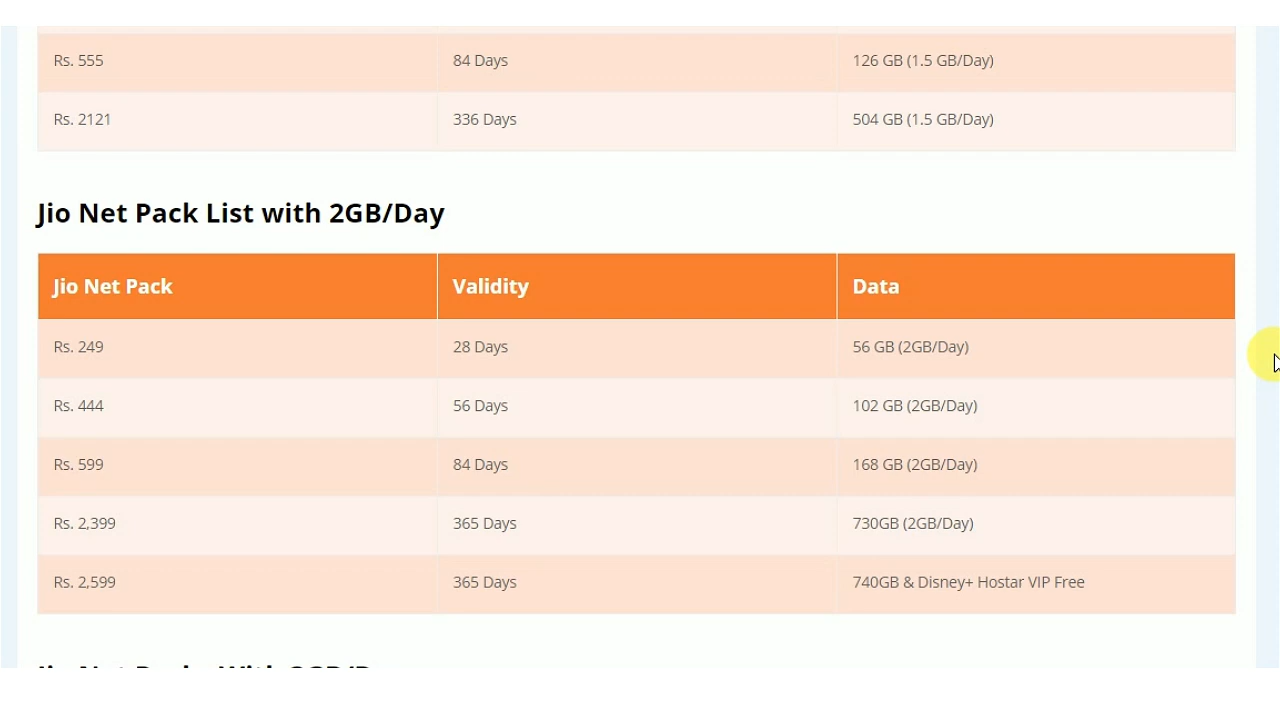 Rs. 555 84 Days 126 GB (1.5 GB/Day)
Rs. 2121 336 Days 504 GB (1.5 GB/Day)
Jio Net Pack List with 2GB/Day
Jio Net Pack Validity Data
Rs. 249 28 Days 56 GB (2GB/Day)
Rs. 444 56 Days 102 GB (2GB/Day)
Rs. 599 84 Days 168 GB (2GB/Day)
Rs. 2,399 365 Days 730GB (2GB/Day)
Rs. 2,599 365 Days 740GB & Disney+ Hostar VIP Free